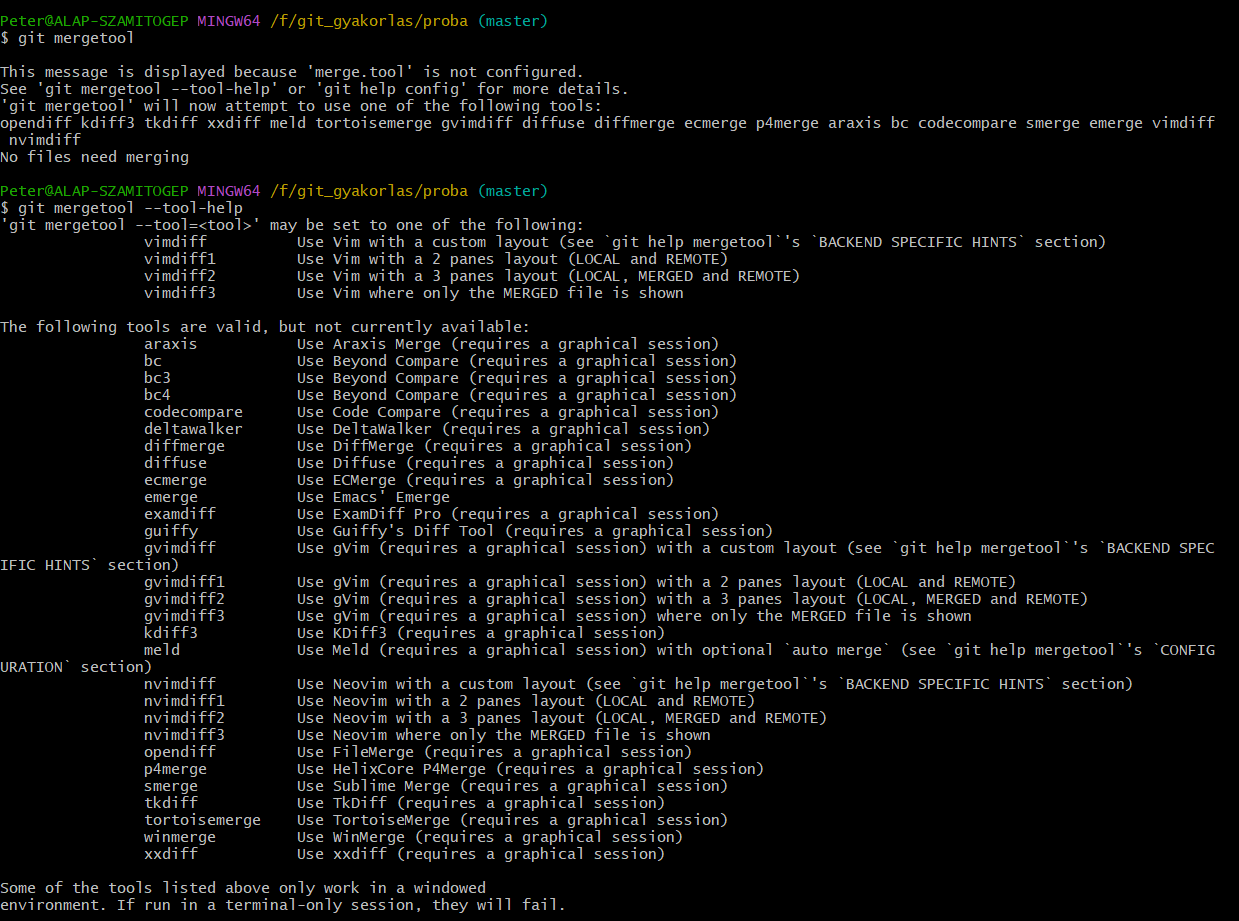 Peter@ALAP-SZAMITOGEP MINGW64 /f/git_gyakorlas/proba (master)
$ git mergetool

This message is displayed because 'merge.tool' is not configured.
See 'git mergetool --tool-help' or 'git help config' for more details.
'git mergetool' will now attempt to use one of the following tools:
opendiff kdiff3 tkdiff xxdiff meld tortoisemerge gvimdiff diffuse diffmerge ecmerge p4merge araxis bc codecompare smerge emerge vimdiff
 nvimdiff
No files need merging

Peter@ALAP-SZAMITOGEP MINGW64 /f/git_gyakorlas/proba (master)
$ git mergetool --tool-help
'git mergetool --tool=<tool>' may be set to one of the following:
                vimdiff          Use Vim with a custom layout (see `git help mergetool`'s `BACKEND SPECIFIC HINTS` section)
                vimdiff1         Use Vim with a 2 panes layout (LOCAL and REMOTE)
                vimdiff2         Use Vim with a 3 panes layout (LOCAL, MERGED and REMOTE)
                vimdiff3         Use Vim where only the MERGED file is shown

The following tools are valid, but not currently available:
                araxis           Use Araxis Merge (requires a graphical session)
                bc               Use Beyond Compare (requires a graphical session)
                bc3              Use Beyond Compare (requires a graphical session)
                bc4              Use Beyond Compare (requires a graphical session)
                codecompare      Use Code Compare (requires a graphical session)
                deltawalker      Use DeltaWalker (requires a graphical session)
                diffmerge        Use DiffMerge (requires a graphical session)
                diffuse          Use Diffuse (requires a graphical session)
                ecmerge          Use ECMerge (requires a graphical session)
                emerge           Use Emacs' Emerge
                examdiff         Use ExamDiff Pro (requires a graphical session)
                guiffy           Use Guiffy's Diff Tool (requires a graphical session)
                gvimdiff         Use gVim (requires a graphical session) with a custom layout (see `git help mergetool`'s `BACKEND SPEC
IFIC HINTS` section)
                gvimdiff1        Use gVim (requires a graphical session) with a 2 panes layout (LOCAL and REMOTE)
                gvimdiff2        Use gVim (requires a graphical session) with a 3 panes layout (LOCAL, MERGED and REMOTE)
                gvimdiff3        Use gVim (requires a graphical session) where only the MERGED file is shown
                kdiff3           Use KDiff3 (requires a graphical session)
                meld             Use Meld (requires a graphical session) with optional `auto merge` (see `git help mergetool`'s `CONFIG
URATION` section)
                nvimdiff         Use Neovim with a custom layout (see `git help mergetool`'s `BACKEND SPECIFIC HINTS` section)
                nvimdiff1        Use Neovim with a 2 panes layout (LOCAL and REMOTE)
                nvimdiff2        Use Neovim with a 3 panes layout (LOCAL, MERGED and REMOTE)
                nvimdiff3        Use Neovim where only the MERGED file is shown
                opendiff         Use FileMerge (requires a graphical session)
                p4merge          Use HelixCore P4Merge (requires a graphical session)
                smerge           Use Sublime Merge (requires a graphical session)
                tkdiff           Use TkDiff (requires a graphical session)
                tortoisemerge    Use TortoiseMerge (requires a graphical session)
                winmerge         Use WinMerge (requires a graphical session)
                xxdiff           Use xxdiff (requires a graphical session)

Some of the tools listed above only work in a windowed
environment. If run in a terminal-only session, they will fail.